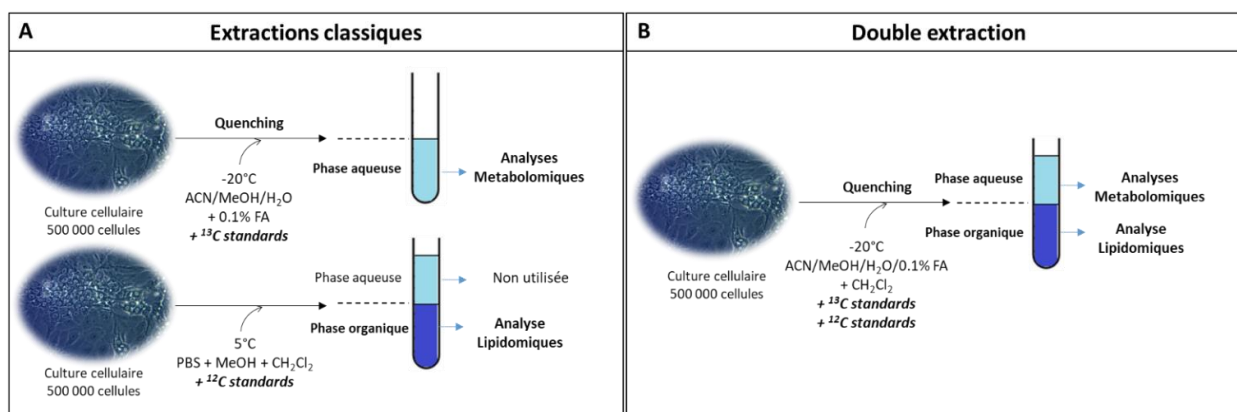 A
Extractions classiques
Quenching
-20°C
ACN/MeOH/H₂O
+ 0.1% FA
+ ¹³C standards
Culture cellulaire
500 000 cellules
Phase aqueuse
Analyses
Metabolomiques
5°C
PBS + MeOH + CH₂Cl₂
+ ¹²C standards
Culture cellulaire
500 000 cellules
Phase aqueuse
Non utilisée
Phase organique
Analyse
Lipidomiques
B
Double extraction
Quenching
-20°C
ACN/MeOH/H₂O/0.1% FA
+ CH₂Cl₂
+ ¹³C standards
+ ¹²C standards
Culture cellulaire
500 000 cellules
Phase aqueuse
Analyses
Metabolomiques
Phase organique
Analyse
Lipidomiques